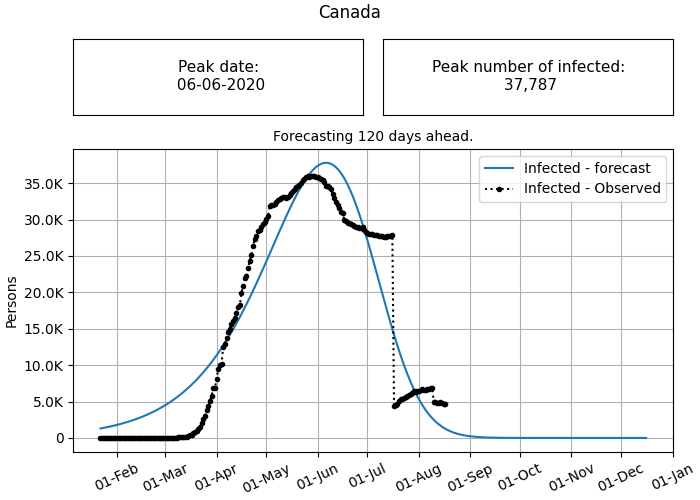 Canada
Peak date:
06-06-2020
Peak number of infected:
37,787
Forecasting 120 days ahead.
Infected - forecast
Infected - Observed
Persons
35.0K
30.0K
25.0K
20.0K
15.0K
10.0K
5.0K
0
01-Feb
01-Mar
01-Apr
01-May
01-Jun
01-Jul
01-Aug
01-Sep
01-Oct
01-Nov
01-Dec
01-Jan